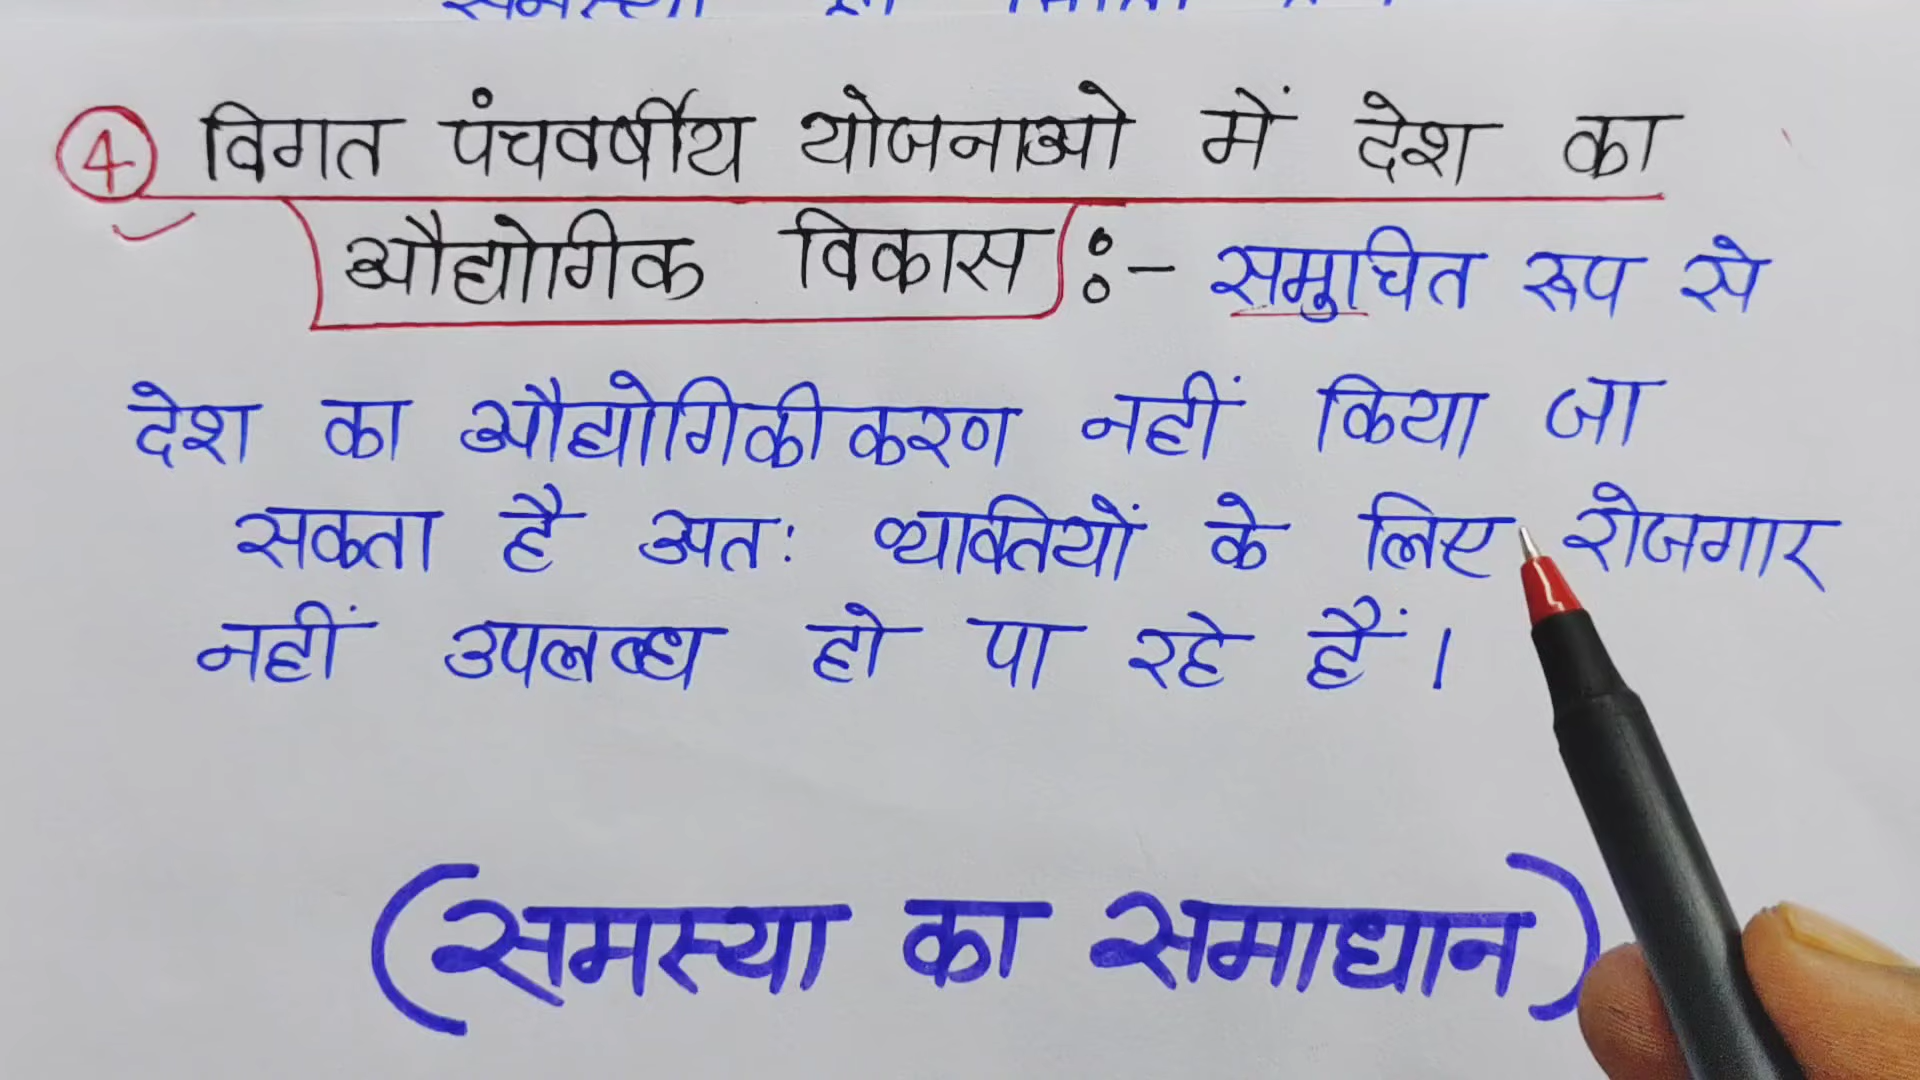 ④ विगत पंचवर्षीय योजनाओ में देश का
औद्योगिक विकास :- समुचित रूप से
देश का औद्योगिकीकरण नहीं किया जा
सकता है अतः व्यक्तियों के लिए रोजगार
नहीं उपलब्ध हो पा रहे हैं।
(समस्या का समाधान)